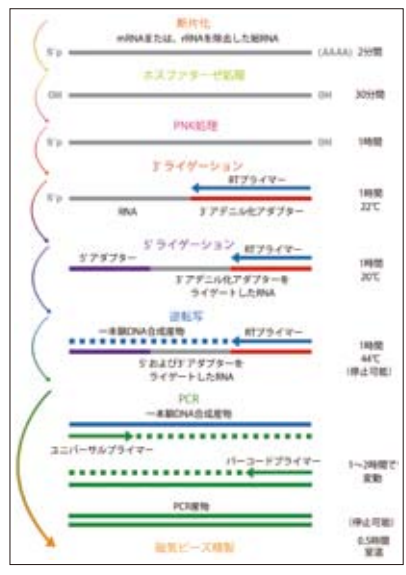 断片化
mRNAまたは、rRNAを除去した総RNA
5'p (AAAA) 2分間
ホスファターゼ処理
OH OH 30分間
PNK処理
5'p OH 1時間
3'ライゲーション
RTプライマー
5'p 1時間
22℃
RNA 3'アデニル化アダプター
5'ライゲーション
5'アダプター RTプライマー
1時間
20℃
3'アデニル化アダプターを
ライゲートしたRNA
逆転写
一本鎖DNA合成産物 RTプライマー
1時間
44℃
(停止可能)
5'および3'アダプターを
ライゲートしたRNA
PCR
一本鎖DNA合成産物
ユニバーサルプライマー
バーコードプライマー
1〜2時間で
変動
PCR産物
(停止可能)
磁気ビーズ精製
0.5時間
室温